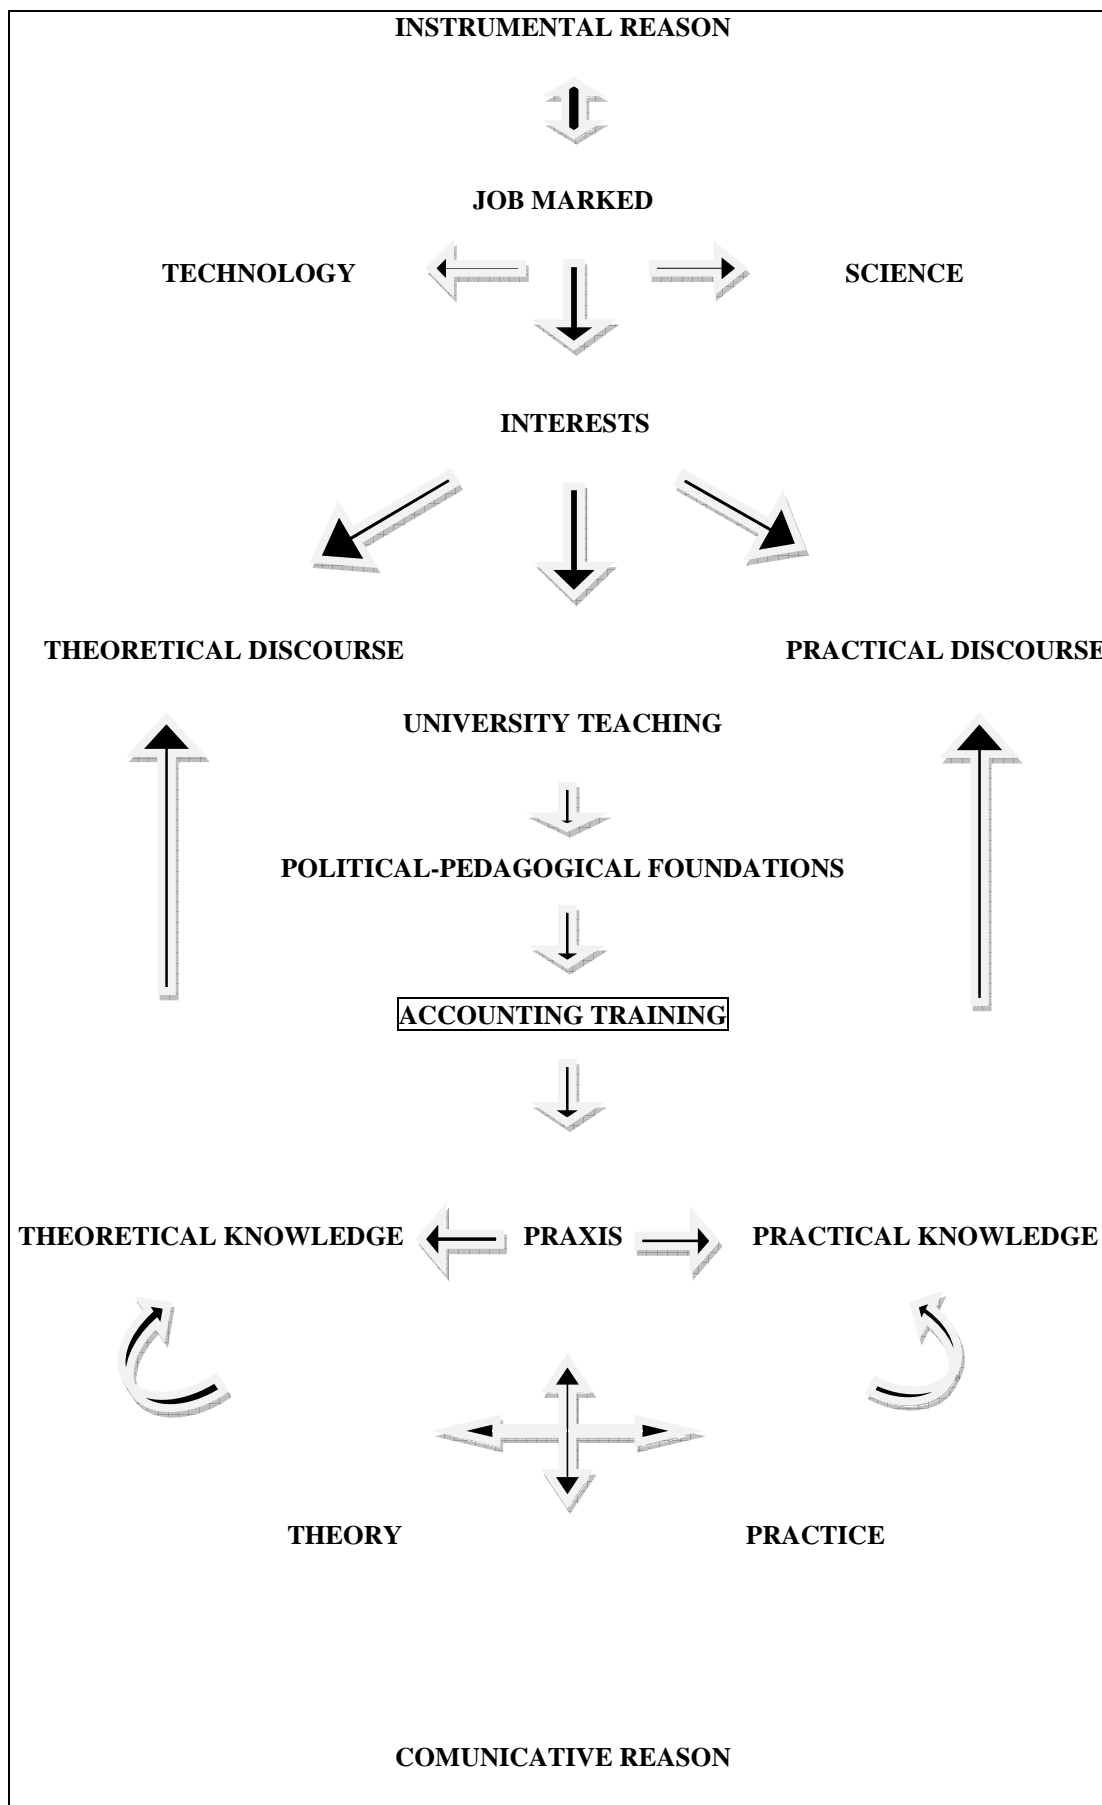 INSTRUMENTAL REASON
JOB MARKED
TECHNOLOGY
SCIENCE
INTERESTS
THEORETICAL DISCOURSE
PRACTICAL DISCOURSE
UNIVERSITY TEACHING
POLITICAL-PEDAGOGICAL FOUNDATIONS
ACCOUNTING TRAINING
THEORETICAL KNOWLEDGE
PRAXIS
PRACTICAL KNOWLEDGE
THEORY
PRACTICE
COMUNICATIVE REASON